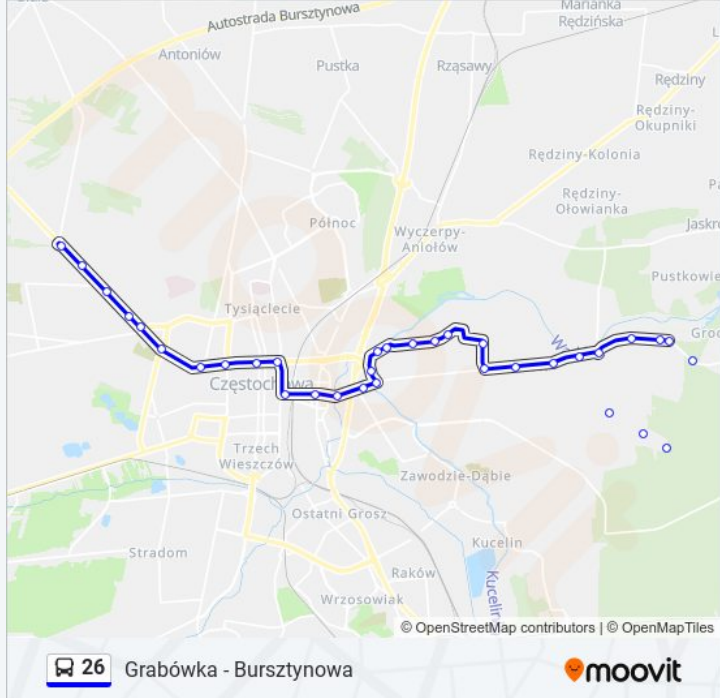 Marianka
Rędzińska
Autostrada Bursztynowa
Antoniów
Pustka
Rząsawy
Rędziny
Rędziny-
Okupniki
Rędziny-Kolonia
Rędziny-
Ołowianka
Północ
Wyczerpy-
Aniołów
Jaskr
Pustkowie
Tysiąclecie
Groc
Częstochowa
Trzech
Wieszczów
Zawodzie-Dąbie
Ostatni Grosz
Stradom
Kucelin
Raków
Kucelin
Wrzosowiak
© OpenStreetMap contributors | © OpenMapTiles
26 Grabówka - Bursztynowa
moovit